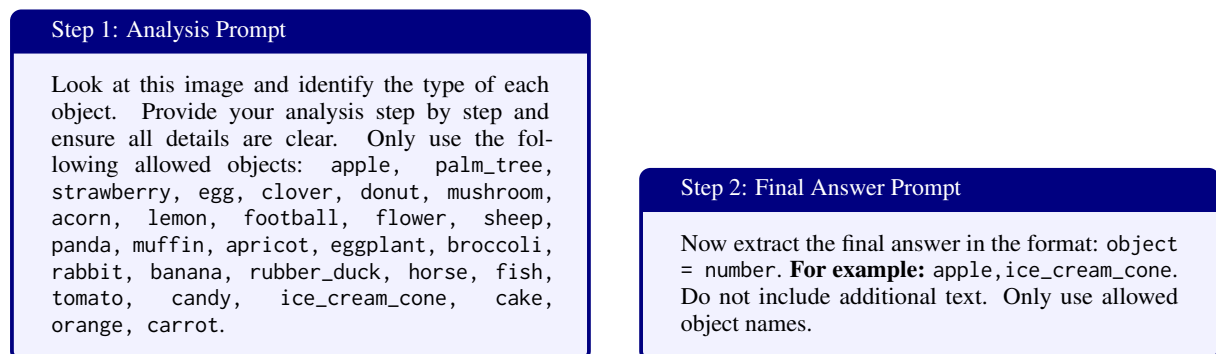 Step 1: Analysis Prompt
Look at this image and identify the type of each
object. Provide your analysis step by step and
ensure all details are clear. Only use the fol-
lowing allowed objects: apple, palm_tree,
strawberry, egg, clover, donut, mushroom,
acorn, lemon, football, flower, sheep,
panda, muffin, apricot, eggplant, broccoli,
rabbit, banana, rubber_duck, horse, fish,
tomato, candy, ice_cream_cone, cake,
orange, carrot.
Step 2: Final Answer Prompt
Now extract the final answer in the format: object
= number. For example: apple,ice_cream_cone.
Do not include additional text. Only use allowed
object names.